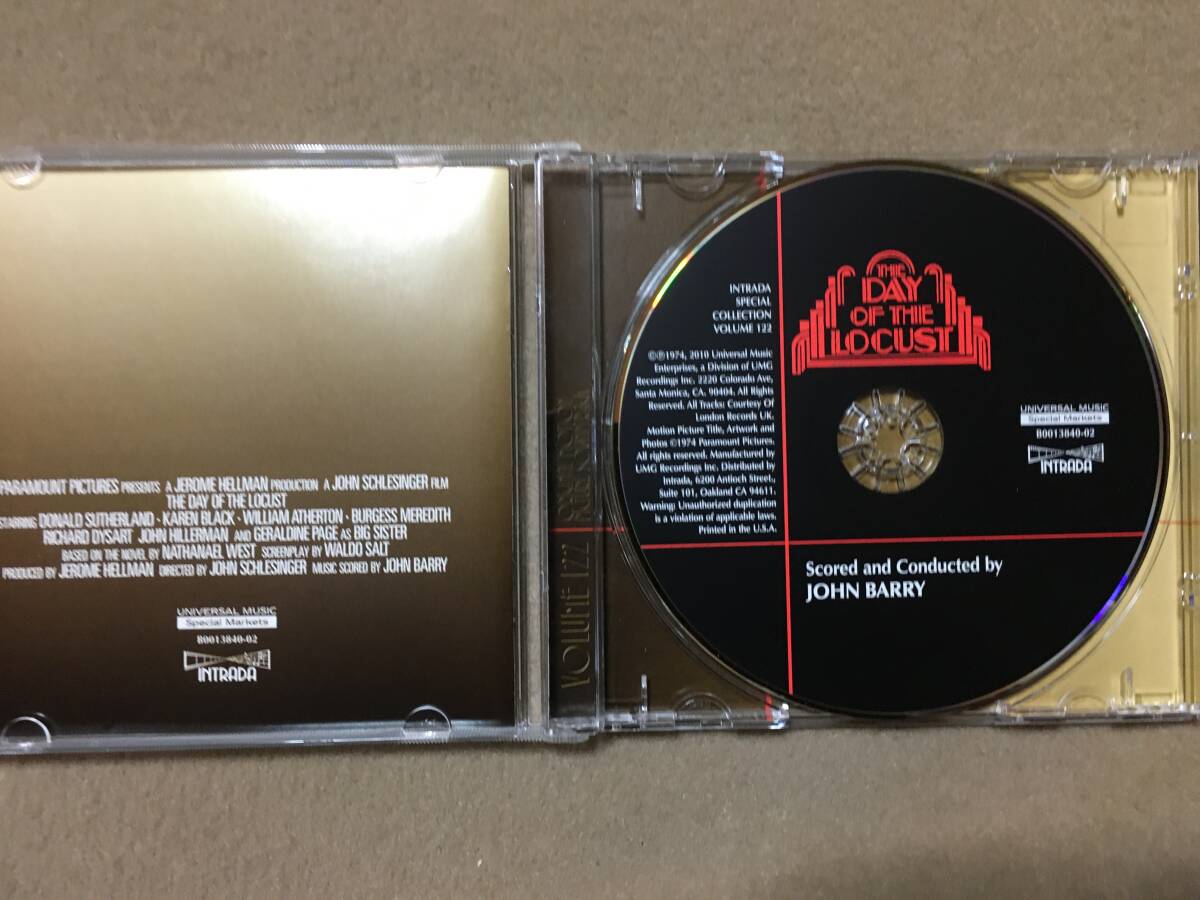 PARAMOUNT PICTURES PRESENTS A JEROME HELLMAN PRODUCTION A JOHN SCHLESINGER FILM
THE DAY OF THE LOCUST
STARRING DONALD SUTHERLAND · KAREN BLACK · WILLIAM ATHERTON · BURGESS MEREDITH
RICHARD DYSART JOHN HILLERMAN AND GERALDINE PAGE AS BIG SISTER
BASED ON THE NOVEL BY NATHANAEL WEST SCREENPLAY BY WALDO SALT
PRODUCED BY JEROME HELLMAN DIRECTED BY JOHN SCHLESINGER MUSIC SCORED BY JOHN BARRY
UNIVERSAL MUSIC
Special Markets
B0013840-02
INTRADA
VOLUME 122
INTRADA
SPECIAL
COLLECTION
VOLUME 122
©℗1974, 2010 Universal Music
Enterprises, a Division of UMG
Recordings Inc. 2220 Colorado Ave,
Santa Monica, CA. 90404. All Rights
Reserved. All Tracks: Courtesy Of
London Records UK.
Motion Picture Title, Artwork and
Photos ©1974 Paramount Pictures.
All rights reserved. Manufactured by
UMG Recordings Inc. Distributed by
Intrada, 6200 Antioch Street.,
Suite 101, Oakland CA 94611.
Warning: Unauthorized duplication
is a violation of applicable laws.
Printed in the U.S.A.
THE
DAY
OF THE
LOCUST
UNIVERSAL MUSIC
Special Markets
B0013840-02
INTRADA
Scored and Conducted by
JOHN BARRY